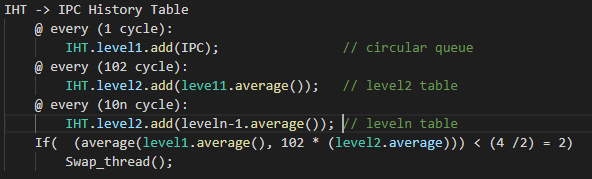 IHT -> IPC History Table
@ every (1 cycle):
IHT.level1.add(IPC); // circular queue
@ every (102 cycle):
IHT.level2.add(leve11.average()); // level2 table
@ every (10n cycle):
IHT.level2.add(leveln-1.average()); // leveln table
If( (average(level1.average(), 102 * (level2.average))) < (4 /2) = 2)
Swap_thread();